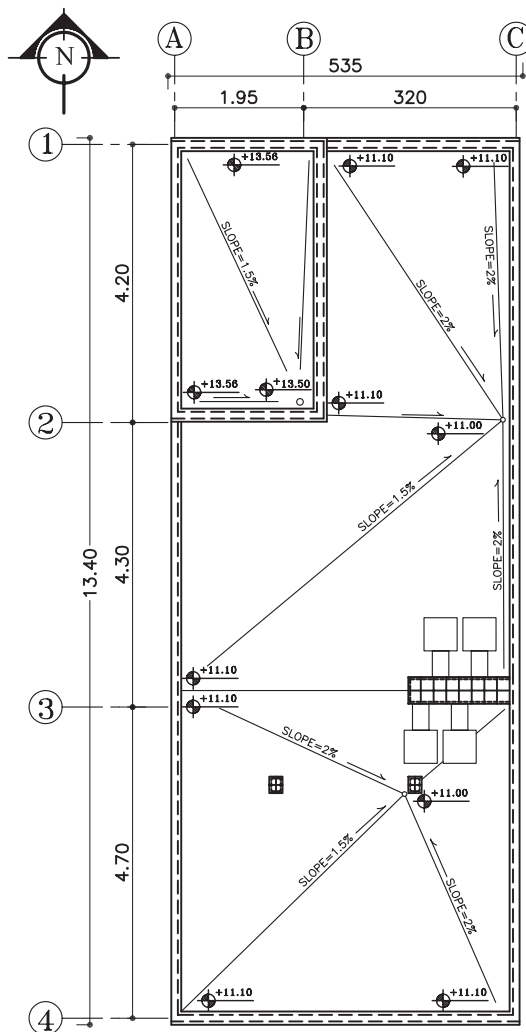 N
A B C
535
1.95 320
1
+13.56 +11.10 +11.10
SLOPE=1.5% SLOPE=2%
4.20
SLOPE=2%
+13.56 +13.50 +11.10
2
+11.00
SLOPE=1.5%
SLOPE=2%
4.30
13.40
+11.10
3
+11.10
SLOPE=2%
+11.00
SLOPE=1.5%
4.70
SLOPE=2%
+11.10 +11.10
4